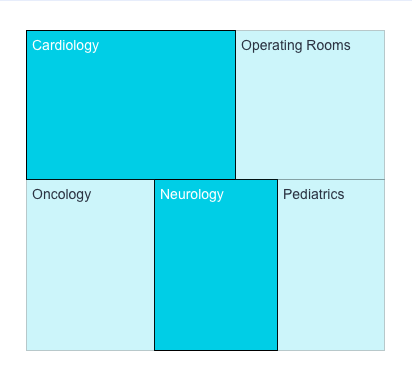 Cardiology
Operating Rooms
Oncology
Neurology
Pediatrics